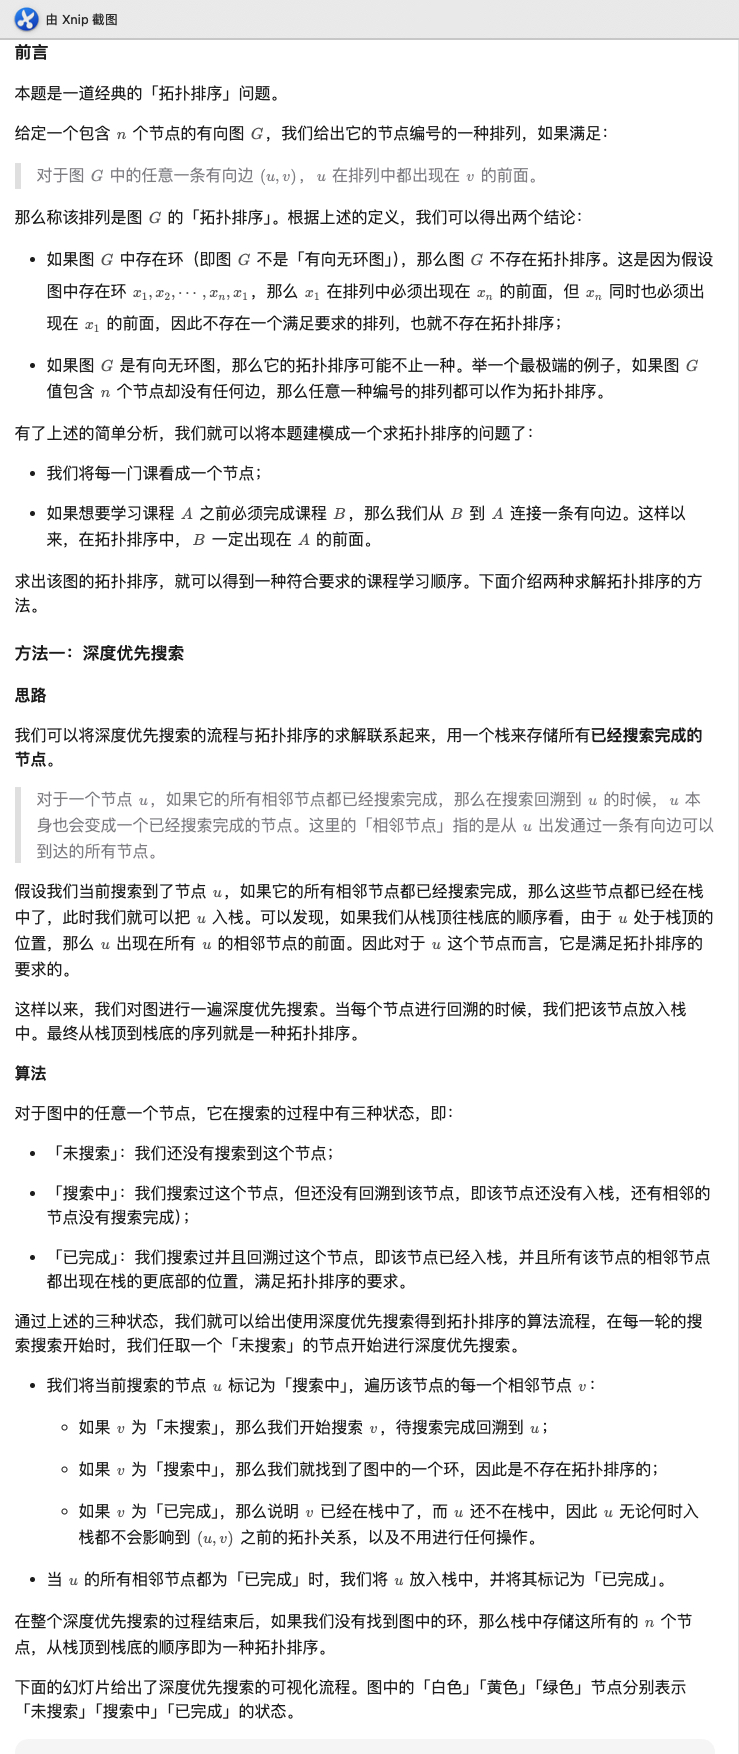 由 Xnip 截图
前言
本题是一道经典的「拓扑排序」问题。
给定一个包含 n 个节点的有向图 G，我们给出它的节点编号的一种排列，如果满足：
对于图 G 中的任意一条有向边 (u, v)，u 在排列中都出现在 v 的前面。
那么称该排列是图 G 的「拓扑排序」。根据上述的定义，我们可以得出两个结论：
• 如果图 G 中存在环（即图 G 不是「有向无环图」），那么图 G 不存在拓扑排序。这是因为假设
图中存在环 x₁, x₂, ⋯ , xₙ, x₁，那么 x₁ 在排列中必须出现在 xₙ 的前面，但 xₙ 同时也必须出
现在 x₁ 的前面，因此不存在一个满足要求的排列，也就不存在拓扑排序；
• 如果图 G 是有向无环图，那么它的拓扑排序可能不止一种。举一个最极端的例子，如果图 G
值包含 n 个节点却没有任何边，那么任意一种编号的排列都可以作为拓扑排序。
有了上述的简单分析，我们就可以将本题建模成一个求拓扑排序的问题了：
• 我们将每一门课看成一个节点；
• 如果想要学习课程 A 之前必须完成课程 B，那么我们从 B 到 A 连接一条有向边。这样以
来，在拓扑排序中，B 一定出现在 A 的前面。
求出该图的拓扑排序，就可以得到一种符合要求的课程学习顺序。下面介绍两种求解拓扑排序的方
法。
方法一：深度优先搜索
思路
我们可以将深度优先搜索的流程与拓扑排序的求解联系起来，用一个栈来存储所有已经搜索完成的
节点。
对于一个节点 u，如果它的所有相邻节点都已经搜索完成，那么在搜索回溯到 u 的时候，u 本
身也会变成一个已经搜索完成的节点。这里的「相邻节点」指的是从 u 出发通过一条有向边可以
到达的所有节点。
假设我们当前搜索到了节点 u，如果它的所有相邻节点都已经搜索完成，那么这些节点都已经在栈
中了，此时我们就可以把 u 入栈。可以发现，如果我们从栈顶往栈底的顺序看，由于 u 处于栈顶的
位置，那么 u 出现在所有 u 的相邻节点的前面。因此对于 u 这个节点而言，它是满足拓扑排序的
要求的。
这样以来，我们对图进行一遍深度优先搜索。当每个节点进行回溯的时候，我们把该节点放入栈
中。最终从栈顶到栈底的序列就是一种拓扑排序。
算法
对于图中的任意一个节点，它在搜索的过程中有三种状态，即：
• 「未搜索」：我们还没有搜索到这个节点；
• 「搜索中」：我们搜索过这个节点，但还没有回溯到该节点，即该节点还没有入栈，还有相邻的
节点没有搜索完成）；
• 「已完成」：我们搜索过并且回溯过这个节点，即该节点已经入栈，并且所有该节点的相邻节点
都出现在栈的更底部的位置，满足拓扑排序的要求。
通过上述的三种状态，我们就可以给出使用深度优先搜索得到拓扑排序的算法流程，在每一轮的搜
索搜索开始时，我们任取一个「未搜索」的节点开始进行深度优先搜索。
• 我们将当前搜索的节点 u 标记为「搜索中」，遍历该节点的每一个相邻节点 v：
◦ 如果 v 为「未搜索」，那么我们开始搜索 v，待搜索完成回溯到 u；
◦ 如果 v 为「搜索中」，那么我们就找到了图中的一个环，因此是不存在拓扑排序的；
◦ 如果 v 为「已完成」，那么说明 v 已经在栈中了，而 u 还不在栈中，因此 u 无论何时入
栈都不会影响到 (u, v) 之前的拓扑关系，以及不用进行任何操作。
• 当 u 的所有相邻节点都为「已完成」时，我们将 u 放入栈中，并将其标记为「已完成」。
在整个深度优先搜索的过程结束后，如果我们没有找到图中的环，那么栈中存储这所有的 n 个节
点，从栈顶到栈底的顺序即为一种拓扑排序。
下面的幻灯片给出了深度优先搜索的可视化流程。图中的「白色」「黄色」「绿色」节点分别表示
「未搜索」「搜索中」「已完成」的状态。